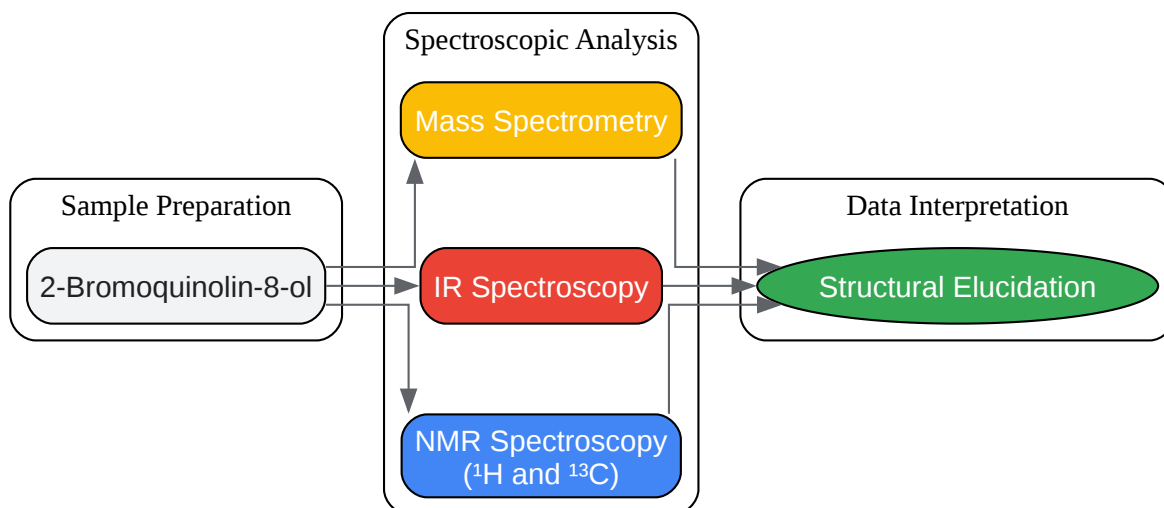 Sample Preparation
2-Bromoquinolin-8-ol
Spectroscopic Analysis
Mass Spectrometry
IR Spectroscopy
NMR Spectroscopy
(¹H and ¹³C)
Data Interpretation
Structural Elucidation